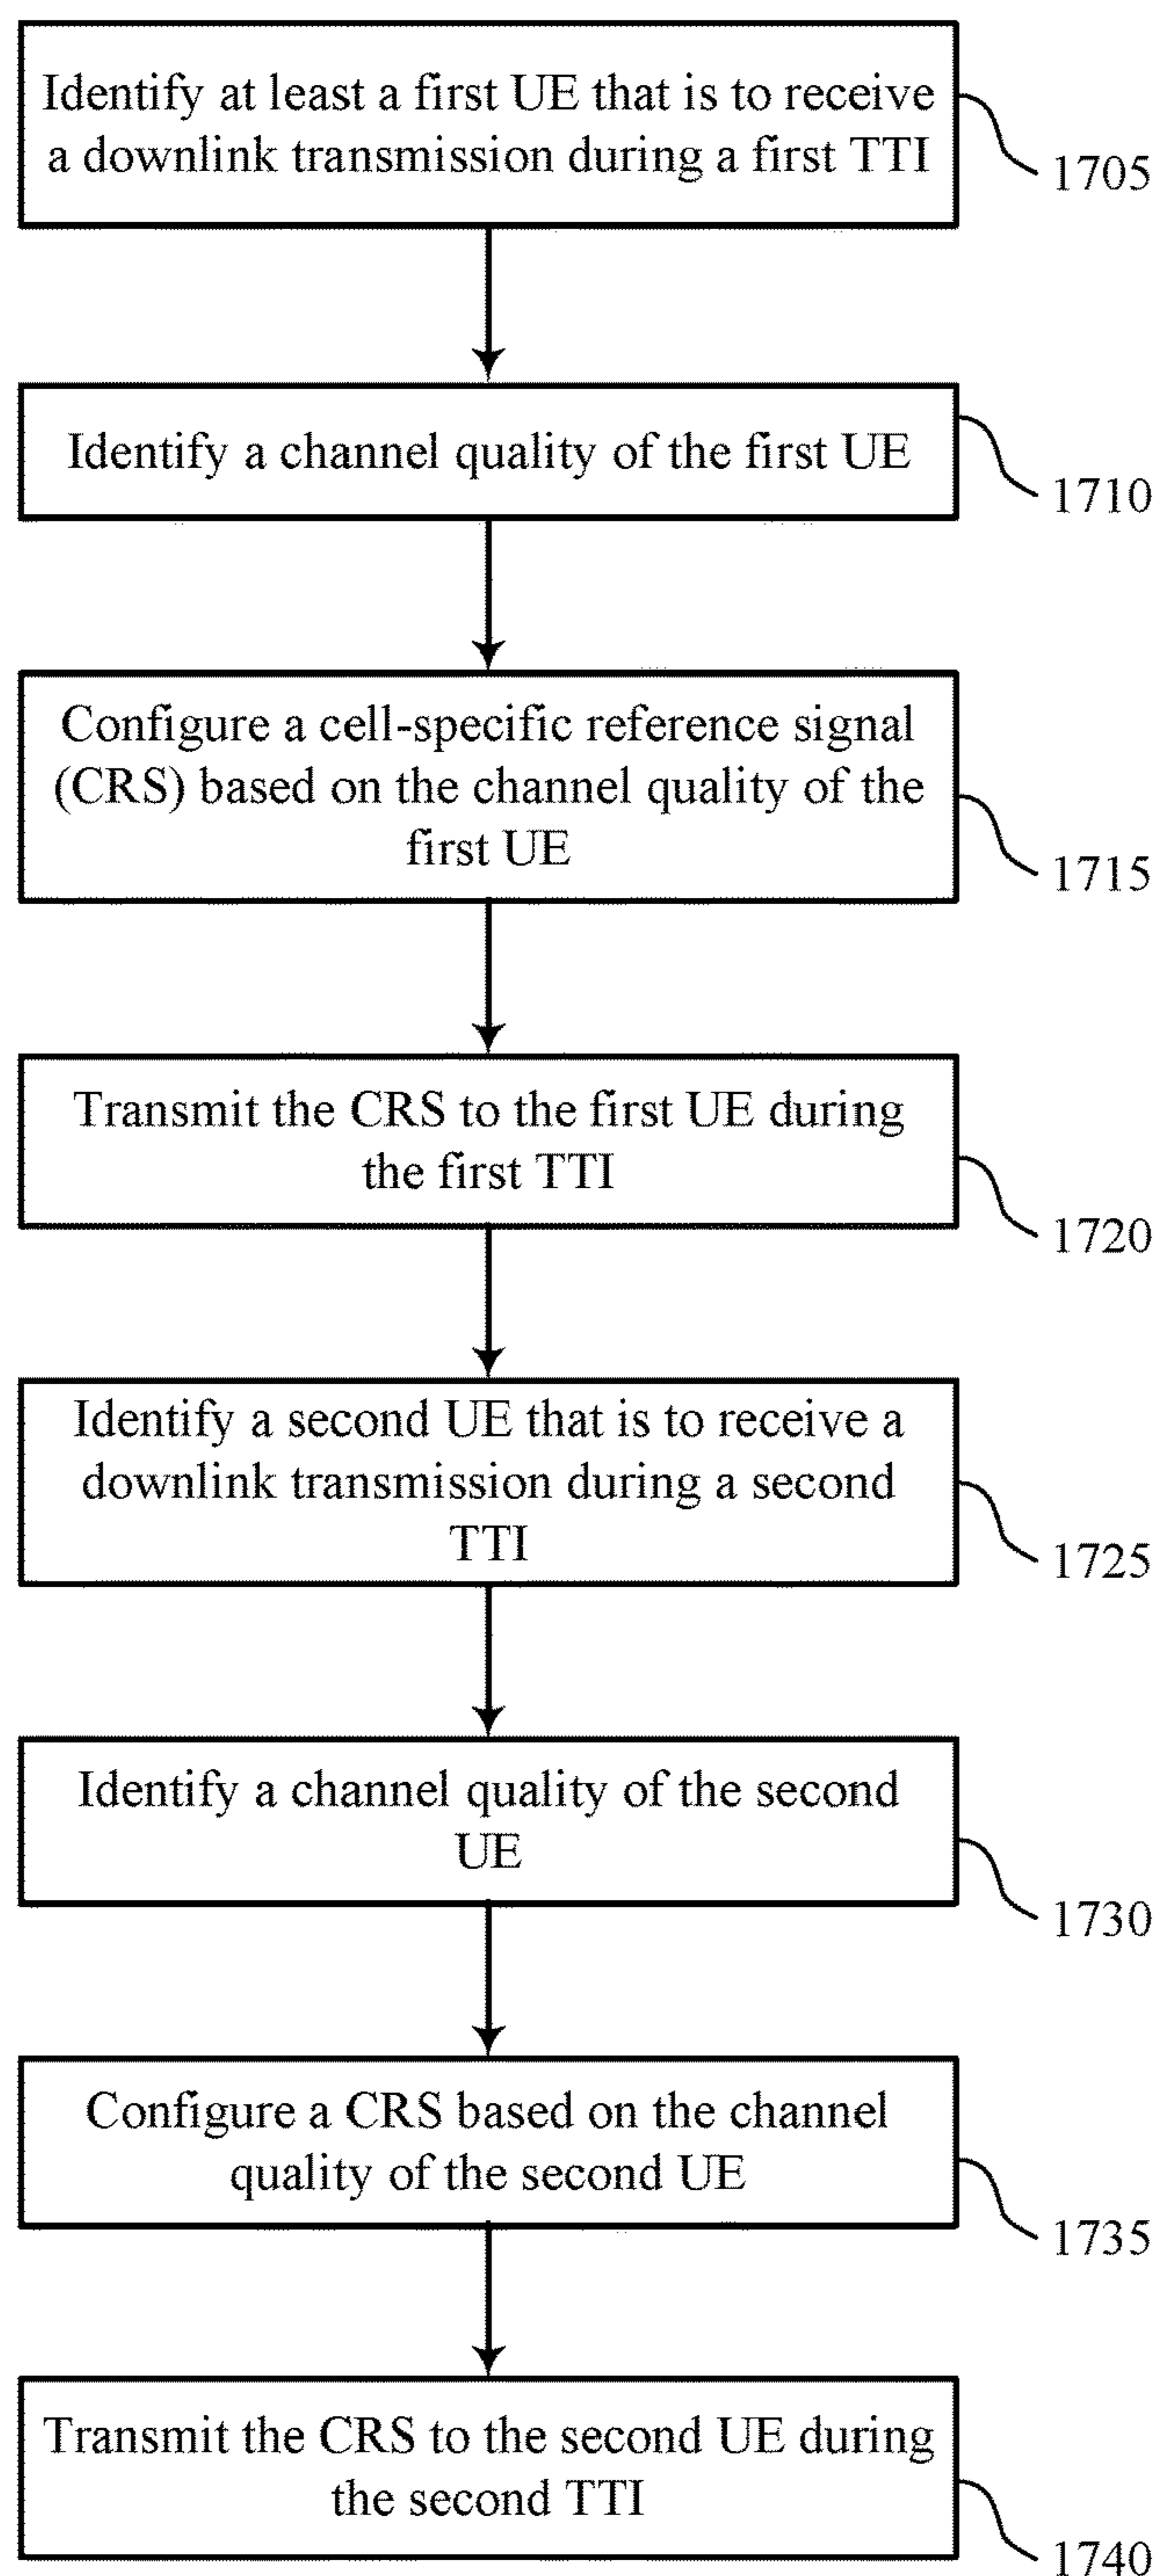 Identify at least a first UE that is to receive
a downlink transmission during a first TTI
1705
Identify a channel quality of the first UE
1710
Configure a cell-specific reference signal
(CRS) based on the channel quality of the
first UE
1715
Transmit the CRS to the first UE during
the first TTI
1720
Identify a second UE that is to receive a
downlink transmission during a second
TTI
1725
Identify a channel quality of the second
UE
1730
Configure a CRS based on the channel
quality of the second UE
1735
Transmit the CRS to the second UE during
the second TTI
1740